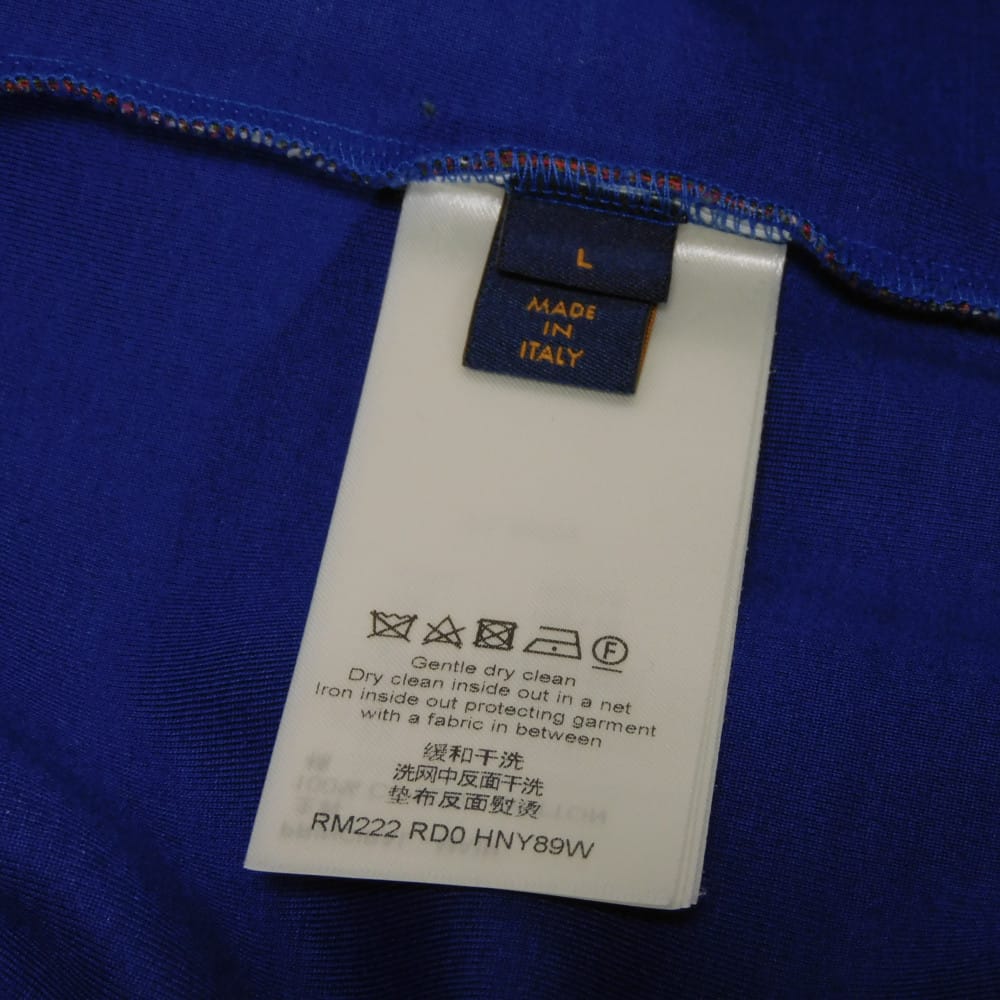 L
MADE
IN
ITALY
F
Gentle dry clean
Dry clean inside out in a net
Iron inside out protecting garment
with a fabric in between
缓和干洗
洗网中反面干洗
垫布反面熨烫
RM222 RD0 HNY89W